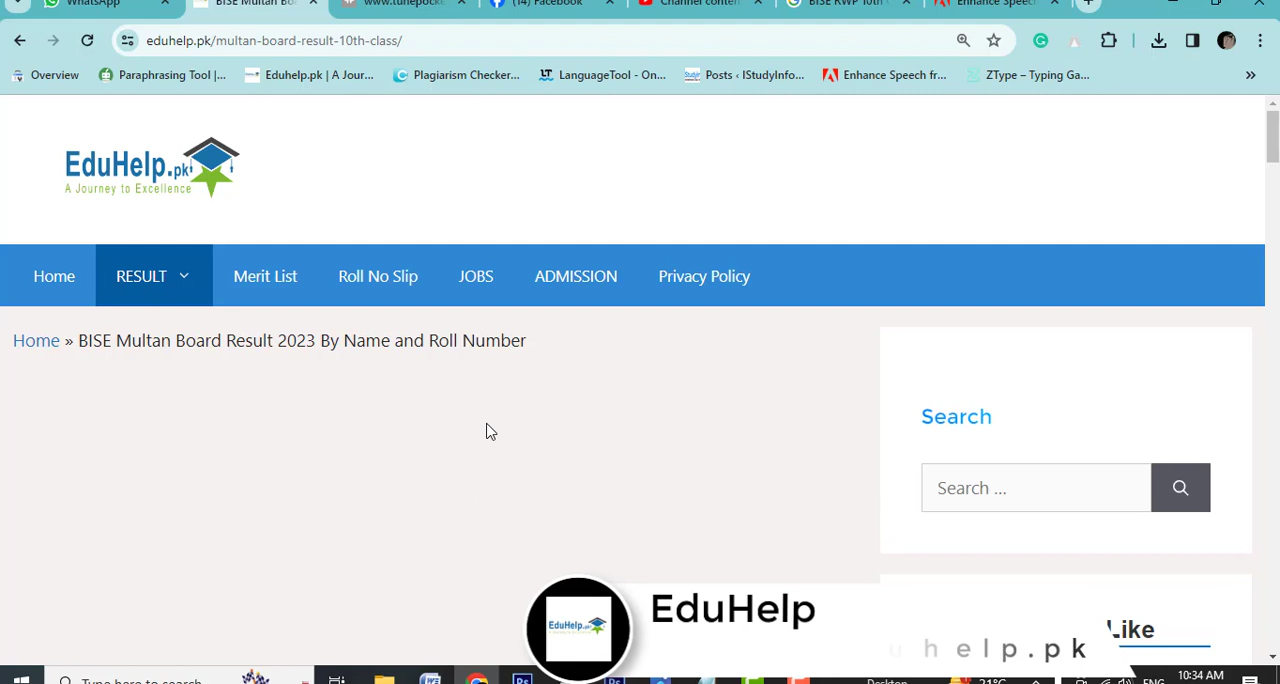 WhatsApp
BISE Multan Bo
www.tunepocke
(14) Facebook
Channel conten
BISE RWP 10th
Enhance Speec
eduhelp.pk/multan-board-result-10th-class/
Overview
Paraphrasing Tool |...
Eduhelp.pk | A Jour...
Plagiarism Checker...
LanguageTool - On...
Posts ‹ IStudyInfo...
Enhance Speech fr...
ZType – Typing Ga...
EduHelp.pk
A Journey to Excellence
Home
RESULT
Merit List
Roll No Slip
JOBS
ADMISSION
Privacy Policy
Home » BISE Multan Board Result 2023 By Name and Roll Number
Search
Search ...
EduHelp.pk
EduHelp
u h e l p . p k
Like
Type here to search
Desktop
21°C
ENG
10:34 AM